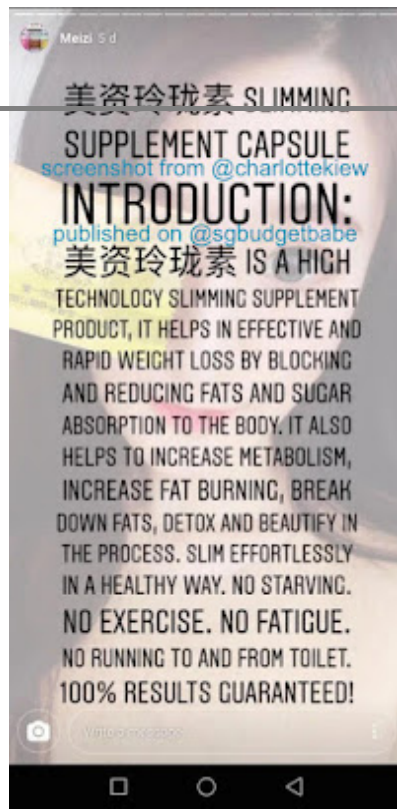 Meizi 5 d
美资玲珑素 SLIMMING
SUPPLEMENT CAPSULE
screenshot from @charlottekiew
INTRODUCTION:
published on @sgbudgetbabe
美资玲珑素 IS A HIGH
TECHNOLOGY SLIMMING SUPPLEMENT
PRODUCT, IT HELPS IN EFFECTIVE AND
RAPID WEIGHT LOSS BY BLOCKING
AND REDUCING FATS AND SUGAR
ABSORPTION TO THE BODY. IT ALSO
HELPS TO INCREASE METABOLISM,
INCREASE FAT BURNING, BREAK
DOWN FATS, DETOX AND BEAUTIFY IN
THE PROCESS. SLIM EFFORTLESSLY
IN A HEALTHY WAY. NO STARVING.
NO EXERCISE. NO FATIGUE.
NO RUNNING TO AND FROM TOILET.
100% RESULTS GUARANTEED!
Write a message